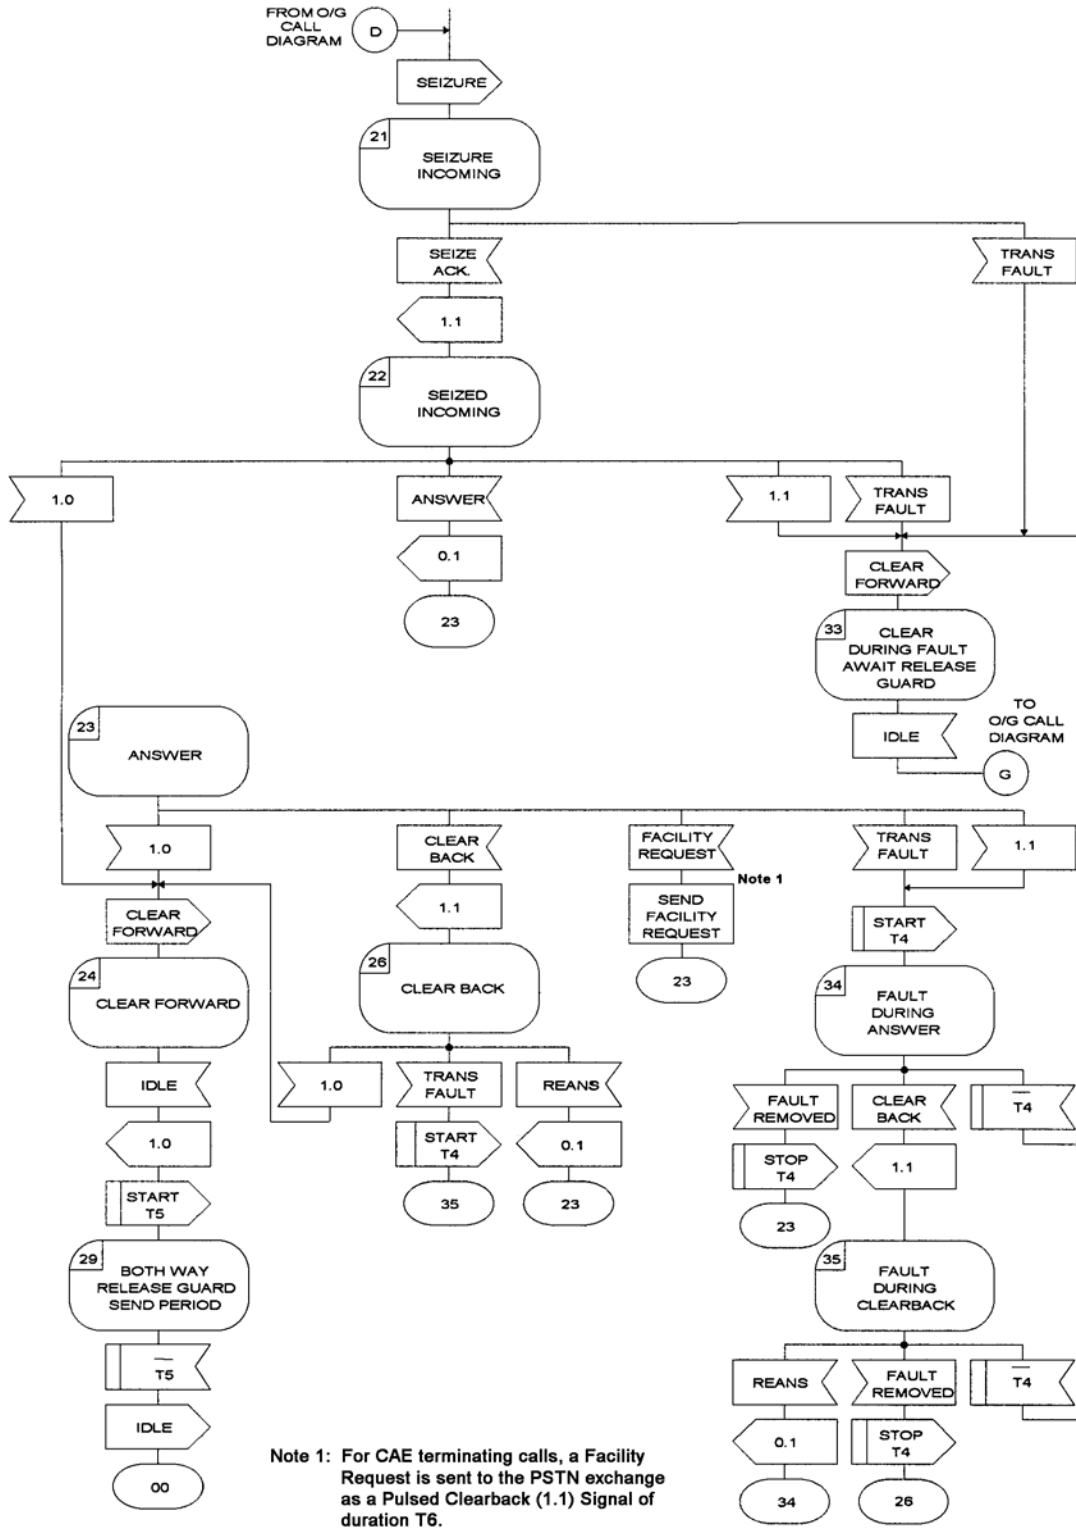 FROM O/G
CALL
DIAGRAM
D
SEIZURE
21
SEIZURE
INCOMING
SEIZE
ACK.
TRANS
FAULT
1.1
22
SEIZED
INCOMING
1.0
ANSWER
1.1
TRANS
FAULT
0.1
CLEAR
FORWARD
23
33
CLEAR
DURING FAULT
AWAIT RELEASE
GUARD
TO
O/G CALL
DIAGRAM
IDLE
G
23
ANSWER
1.0
CLEAR
BACK
FACILITY
REQUEST
TRANS
FAULT
1.1
Note 1
CLEAR
FORWARD
1.1
SEND
FACILITY
REQUEST
START
T4
24
CLEAR FORWARD
26
CLEAR BACK
23
34
FAULT
DURING
ANSWER
IDLE
1.0
TRANS
FAULT
REANS
FAULT
REMOVED
CLEAR
BACK
T4
1.0
START
T4
0.1
STOP
T4
1.1
START
T5
35
23
23
29
BOTH WAY
RELEASE GUARD
SEND PERIOD
35
FAULT
DURING
CLEARBACK
T5
REANS
FAULT
REMOVED
T4
IDLE
0.1
STOP
T4
00
34
26
Note 1: For CAE terminating calls, a Facility
Request is sent to the PSTN exchange
as a Pulsed Clearback (1.1) Signal of
duration T6.